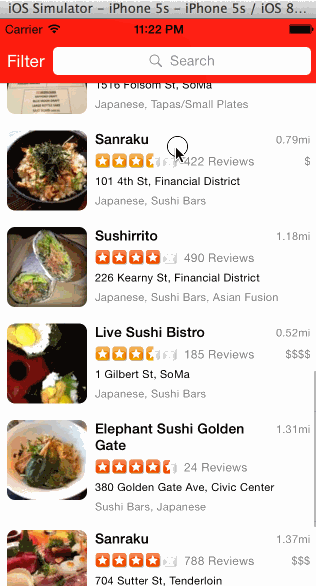 iOS Simulator – iPhone 5s – iPhone 5s / iOS 8...
Carrier 11:22 PM
Filter Search
1516 Folsom St, SoMa
Japanese, Tapas/Small Plates
Sanraku 0.79mi
422 Reviews $
101 4th St, Financial District
Japanese, Sushi Bars
Sushirrito 1.18mi
490 Reviews
226 Kearny St, Financial District
Japanese, Sushi Bars, Asian Fusion
Live Sushi Bistro 0.52mi
185 Reviews $$$$
1 Gilbert St, SoMa
Japanese, Sushi Bars
Elephant Sushi Golden 1.31mi
Gate
24 Reviews
380 Golden Gate Ave, Civic Center
Sushi Bars, Japanese
Sanraku 1.37mi
788 Reviews $$$
704 Sutter St, Tenderloin